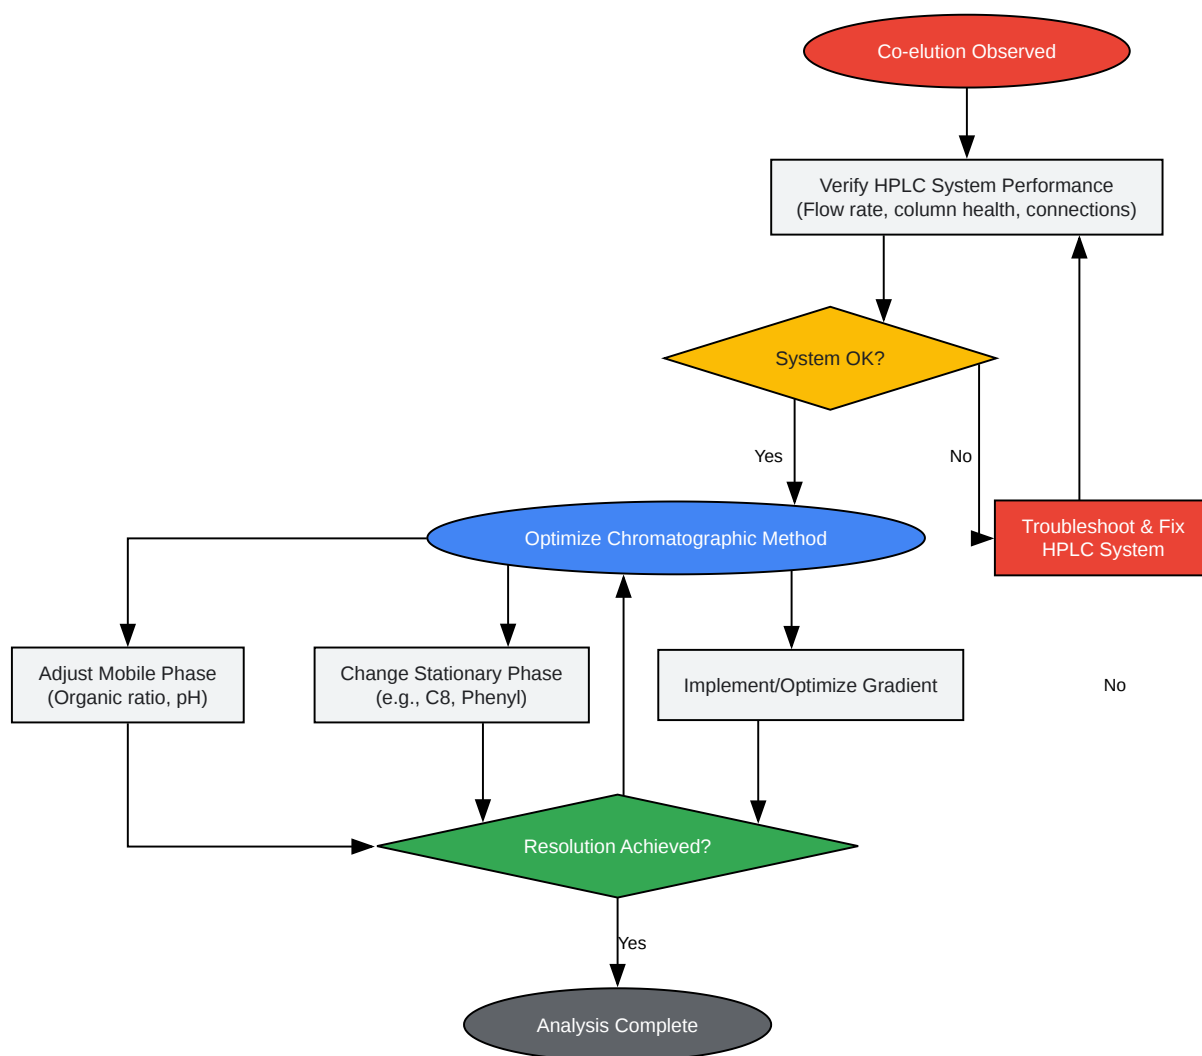 Co-elution Observed
Verify HPLC System Performance
(Flow rate, column health, connections)
System OK?
Yes
No
Optimize Chromatographic Method
Troubleshoot & Fix
HPLC System
Adjust Mobile Phase
(Organic ratio, pH)
Change Stationary Phase
(e.g., C8, Phenyl)
Implement/Optimize Gradient
No
Resolution Achieved?
Yes
Analysis Complete